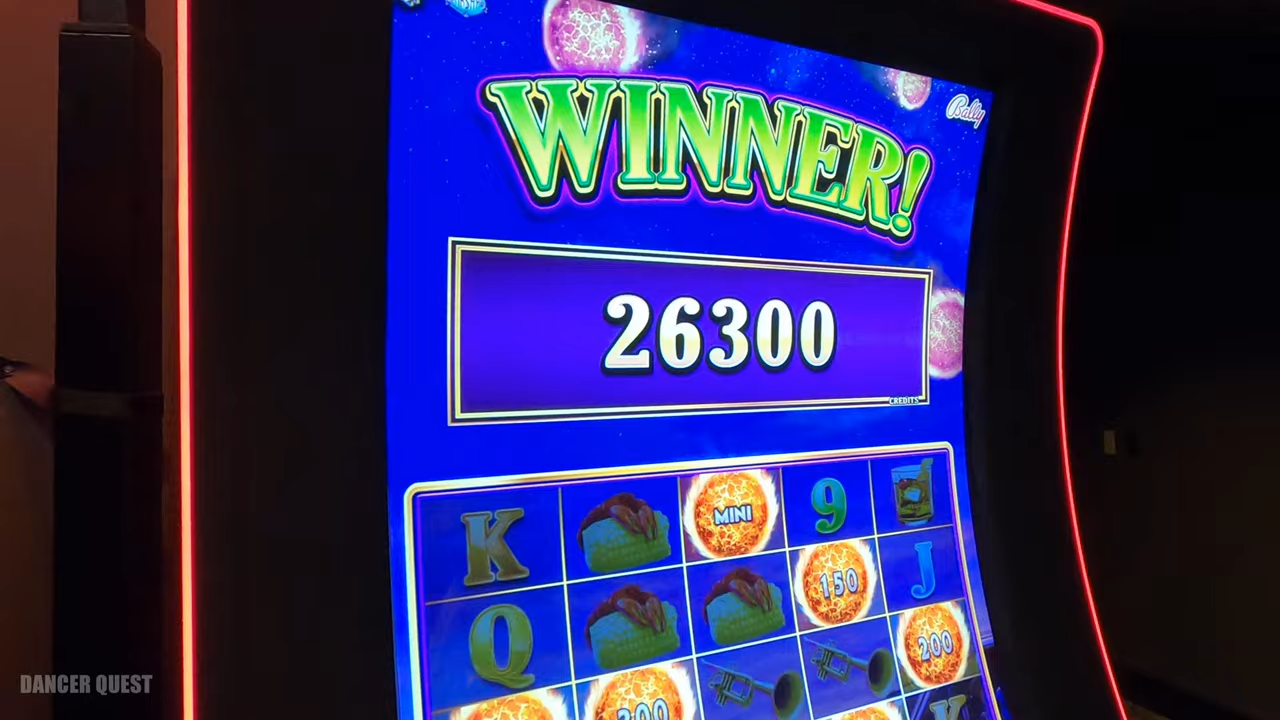 Bally
WINNER!
26300
CREDITS
K
MINI
9
150
J
Q
200
DANCER QUEST
K